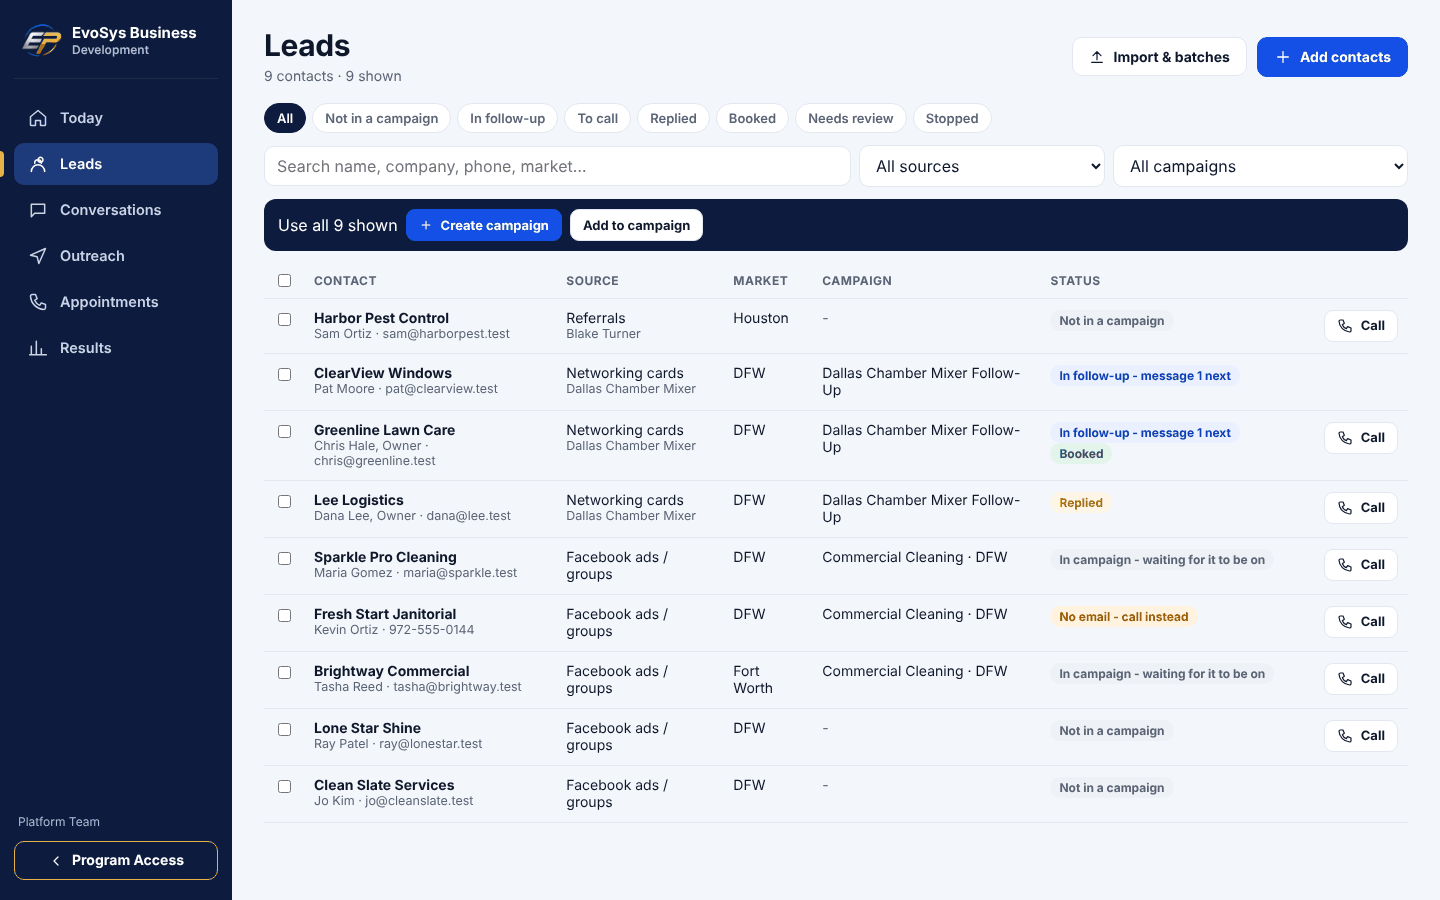 EP
EvoSys Business
Development
Today
Leads
Conversations
Outreach
Appointments
Results
Platform Team
Program Access
Leads
9 contacts · 9 shown
Import & batches
Add contacts
All
Not in a campaign
In follow-up
To call
Replied
Booked
Needs review
Stopped
Search name, company, phone, market...
All sources
All campaigns
Use all 9 shown
Create campaign
Add to campaign
CONTACT SOURCE MARKET CAMPAIGN STATUS
Harbor Pest Control
Sam Ortiz · sam@harborpest.test
Referrals
Blake Turner
Houston
-
Not in a campaign
Call
ClearView Windows
Pat Moore · pat@clearview.test
Networking cards
Dallas Chamber Mixer
DFW
Dallas Chamber Mixer Follow-
Up
In follow-up - message 1 next
Greenline Lawn Care
Chris Hale, Owner ·
chris@greenline.test
Networking cards
Dallas Chamber Mixer
DFW
Dallas Chamber Mixer Follow-
Up
In follow-up - message 1 next
Booked
Call
Lee Logistics
Dana Lee, Owner · dana@lee.test
Networking cards
Dallas Chamber Mixer
DFW
Dallas Chamber Mixer Follow-
Up
Replied
Call
Sparkle Pro Cleaning
Maria Gomez · maria@sparkle.test
Facebook ads /
groups
DFW
Commercial Cleaning · DFW
In campaign - waiting for it to be on
Call
Fresh Start Janitorial
Kevin Ortiz · 972-555-0144
Facebook ads /
groups
DFW
Commercial Cleaning · DFW
No email - call instead
Call
Brightway Commercial
Tasha Reed · tasha@brightway.test
Facebook ads /
groups
Fort
Worth
Commercial Cleaning · DFW
In campaign - waiting for it to be on
Call
Lone Star Shine
Ray Patel · ray@lonestar.test
Facebook ads /
groups
DFW
-
Not in a campaign
Call
Clean Slate Services
Jo Kim · jo@cleanslate.test
Facebook ads /
groups
DFW
-
Not in a campaign